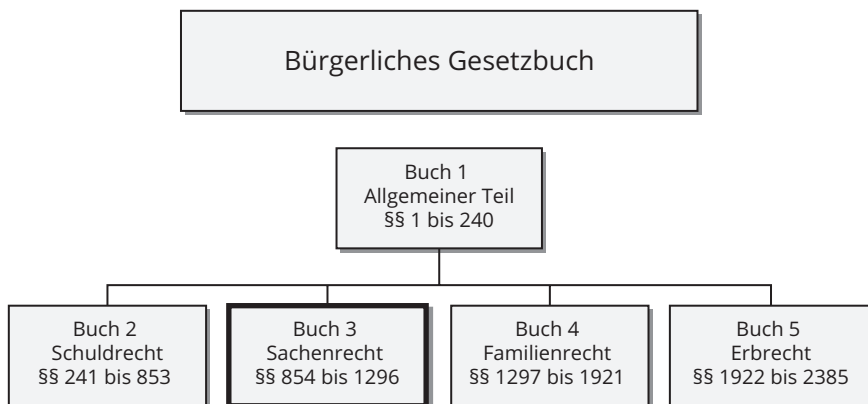 Bürgerliches Gesetzbuch
Buch 1
Allgemeiner Teil
§§ 1 bis 240
Buch 2
Schuldrecht
§§ 241 bis 853
Buch 3
Sachenrecht
§§ 854 bis 1296
Buch 4
Familienrecht
§§ 1297 bis 1921
Buch 5
Erbrecht
§§ 1922 bis 2385